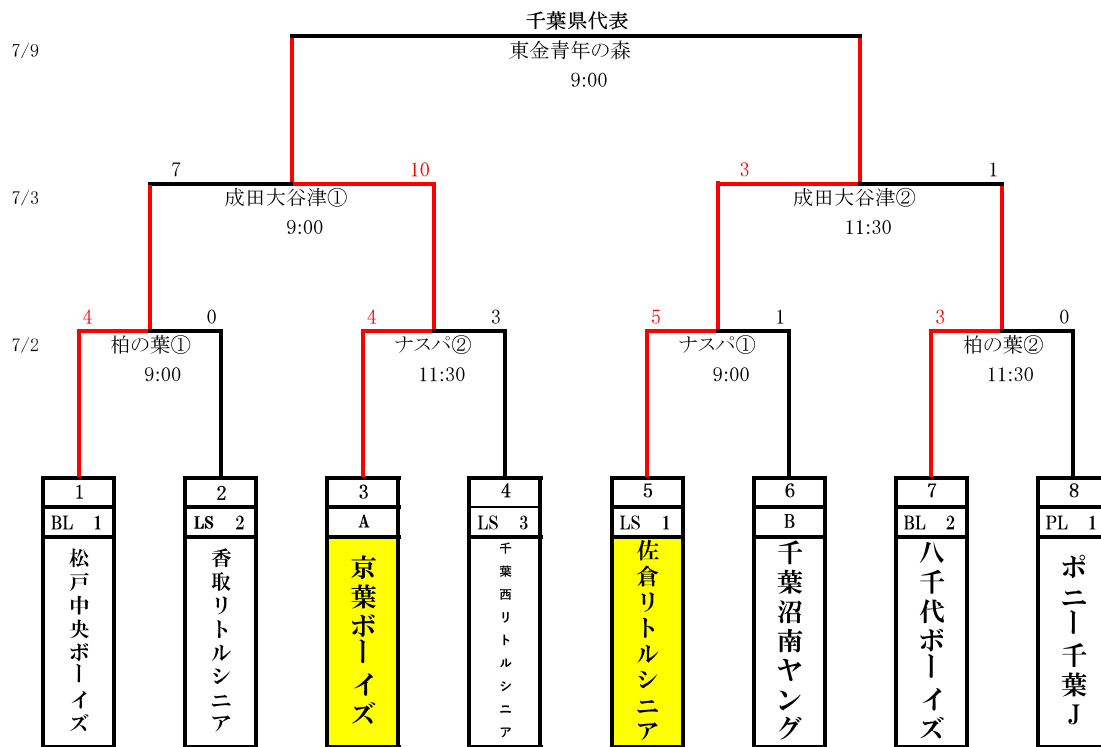 千葉県代表
7/9
東金青年の森
9:00
7 10 3 1
7/3
成田大谷津① 成田大谷津②
9:00 11:30
4 0 4 3 5 1 3 0
7/2
柏の葉① ナスパ② ナスパ① 柏の葉②
9:00 11:30 9:00 11:30
1 2 3 4 5 6 7 8
BL 1 LS 2 A LS 3 LS 1 B BL 2 PL 1
松戸中央ボーイズ
香取リトルシニア
京葉ボーイズ
千葉西リトルシニア
佐倉リトルシニア
千葉沼南ヤング
八千代ボーイズ
ポニー千葉J